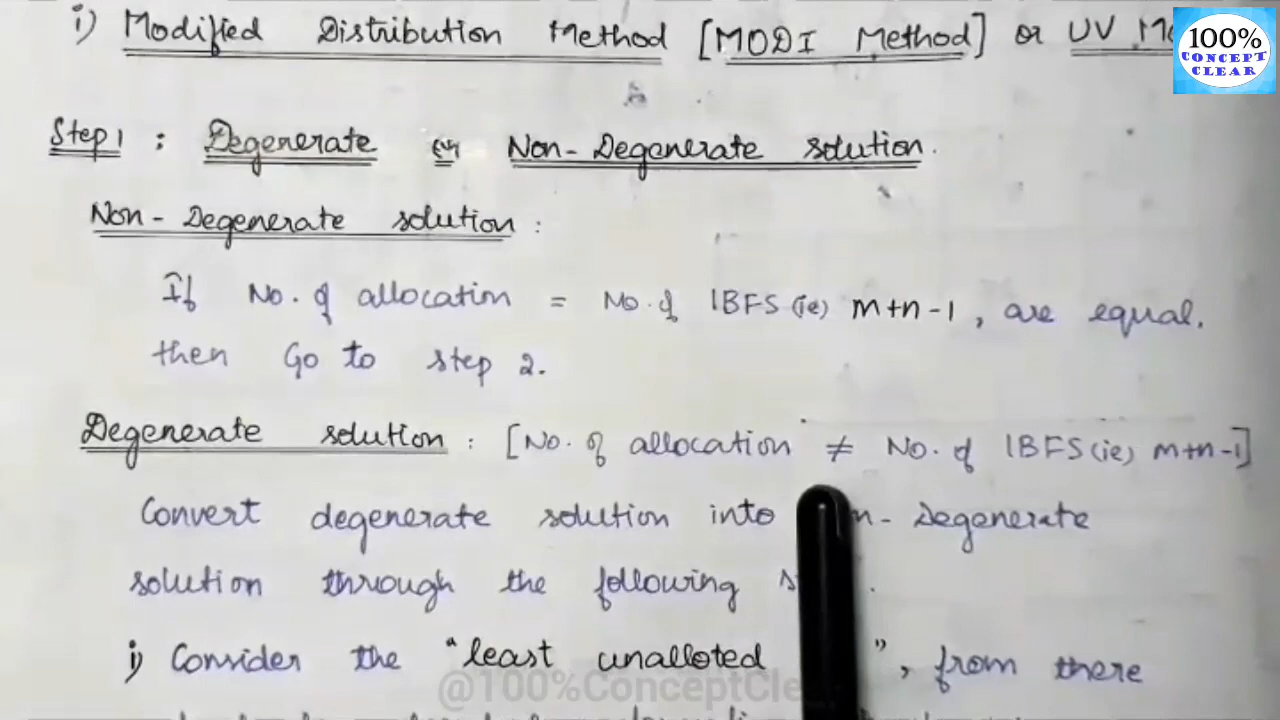 i) Modified Distribution Method [MODI Method] or UV
100%
CONCEPT
CLEAR
Step 1 : Degenerate (or) Non-Degenerate solution.
Non-Degenerate solution :
If No. of allocation = No. of IBFS (ie) m+n-1, are equal.
then Go to step 2.
Degenerate solution : [No. of allocation ≠ No. of IBFS (ie) m+n-1]
Convert degenerate solution into - Degenerate
solution through the following
i) Consider the "least unalloted ", from there
@100%ConceptClear